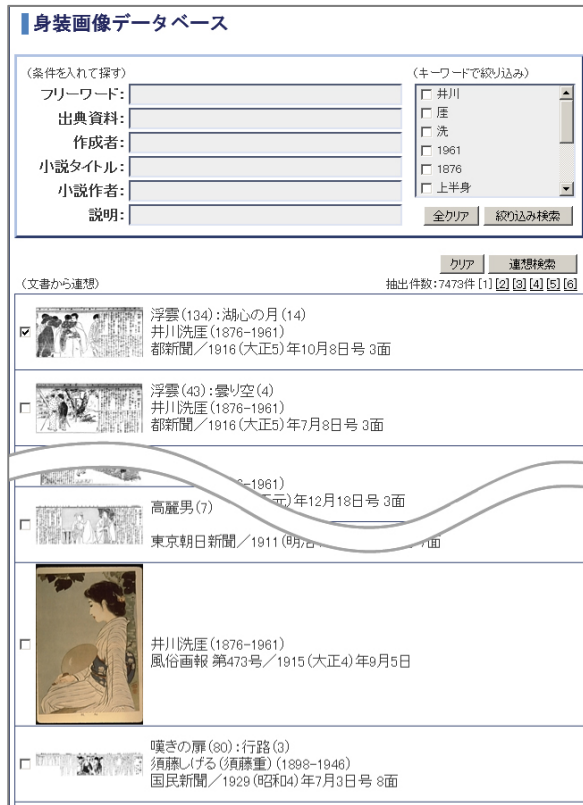 身装画像データベース
（条件を入れて探す）
フリーワード：
出典資料：
作成者：
小説タイトル：
小説作者：
説明：
（キーワードで絞り込み）
井川
厓
洗
1961
1876
上半身
全クリア
絞り込み検索
クリア
連想検索
（文書から連想）
抽出件数：7473件 [1] [2] [3] [4] [5] [6]
浮雲（134）：湖心の月（14）
井川洗厓（1876-1961）
都新聞／1916（大正5）年10月8日号 3面
浮雲（43）：曇り空（4）
井川洗厓（1876-1961）
都新聞／1916（大正5）年7月8日号 3面
-1961）
元）年12月18日号 3面
高麗男（7）
東京朝日新聞／1911（明治
面
井川洗厓（1876-1961）
風俗画報 第473号／1915（大正4）年9月5日
嘆きの扉（80）：行路（3）
須藤しげる（須藤重）（1898-1946）
国民新聞／1929（昭和4）年7月3日号 8面